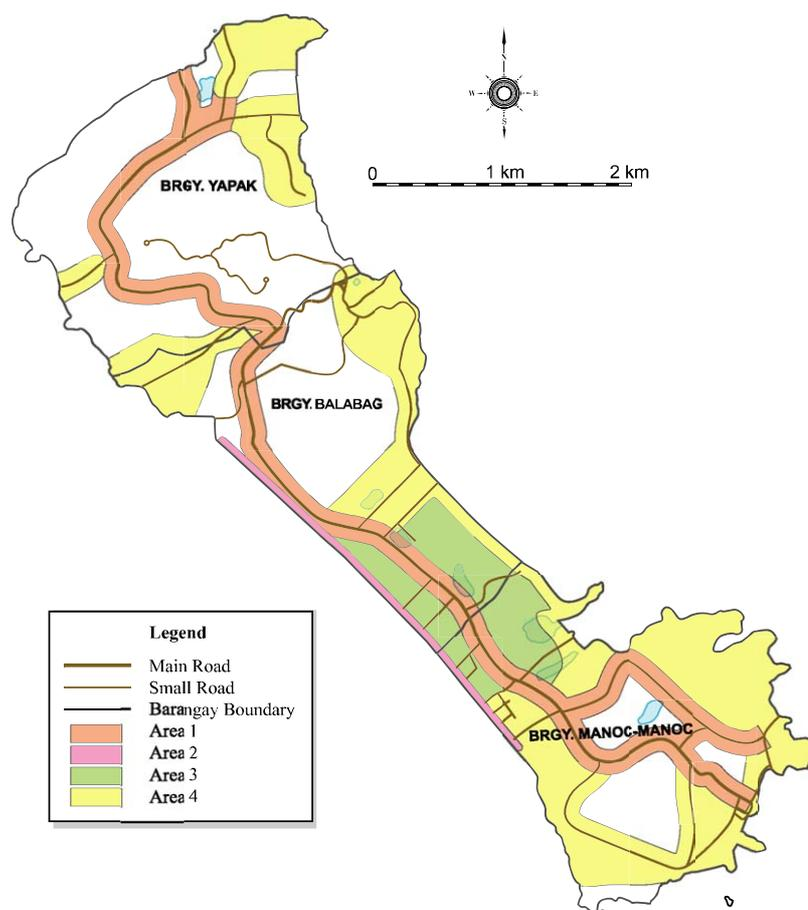 N
W E
S
0 1 km 2 km
BRGY. YAPAK
BRGY. BALABAG
BRGY. MANOC-MANOC
Legend
Main Road
Small Road
Barangay Boundary
Area 1
Area 2
Area 3
Area 4